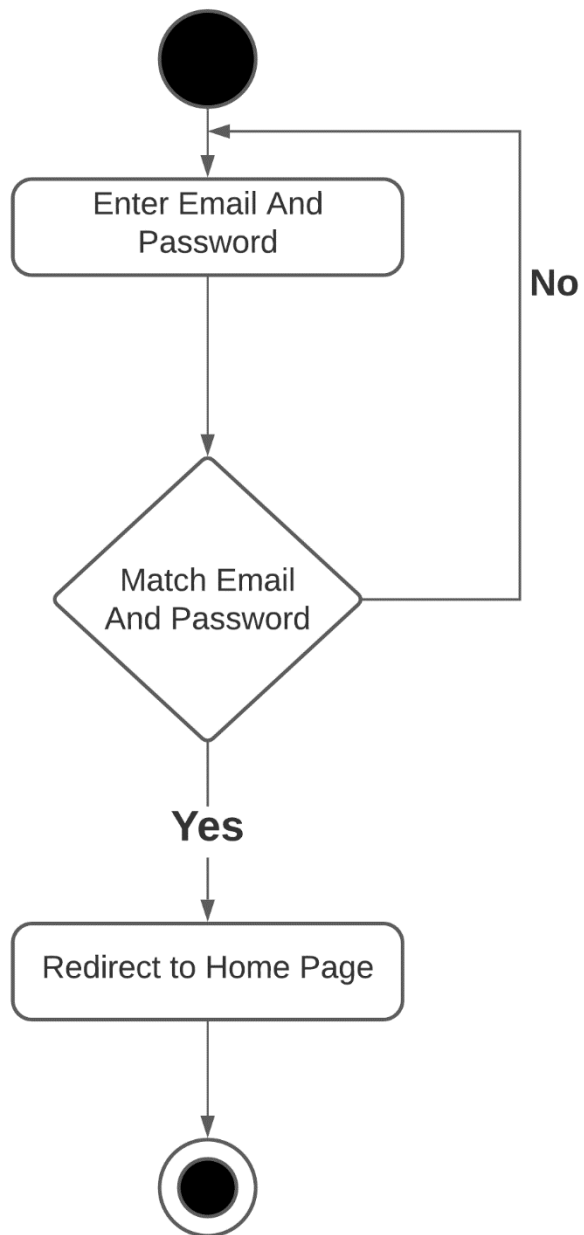 Enter Email And
Password
No
Match Email
And Password
Yes
Redirect to Home Page